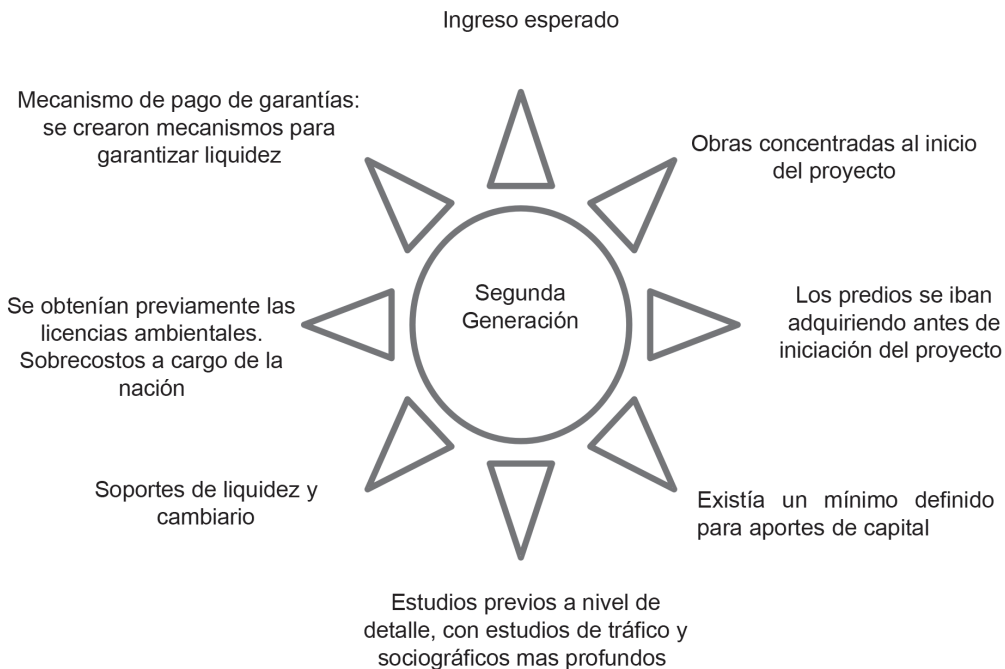 Ingreso esperado
Mecanismo de pago de garantías:
se crearon mecanismos para
garantizar liquidez
Obras concentradas al inicio
del proyecto
Segunda
Generación
Se obtenían previamente las
licencias ambientales.
Sobrecostos a cargo de la
nación
Los predios se iban
adquiriendo antes de
iniciación del proyecto
Soportes de liquidez y
cambiario
Existía un mínimo definido
para aportes de capital
Estudios previos a nivel de
detalle, con estudios de tráfico y
sociográficos mas profundos